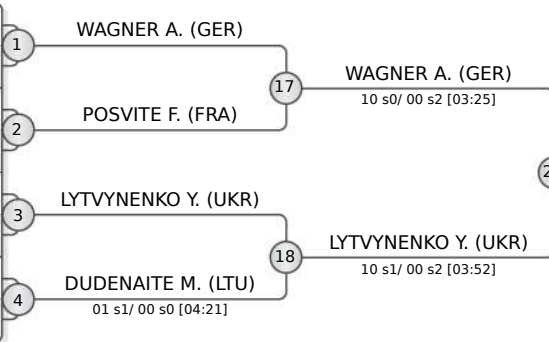 WAGNER A. (GER)
1
17
WAGNER A. (GER)
10 s0/ 00 s2 [03:25]
POSVITE F. (FRA)
2
LYTVYNENKO Y. (UKR)
3
18
LYTVYNENKO Y. (UKR)
10 s1/ 00 s2 [03:52]
DUDENAITE M. (LTU)
4
01 s1/ 00 s0 [04:21]